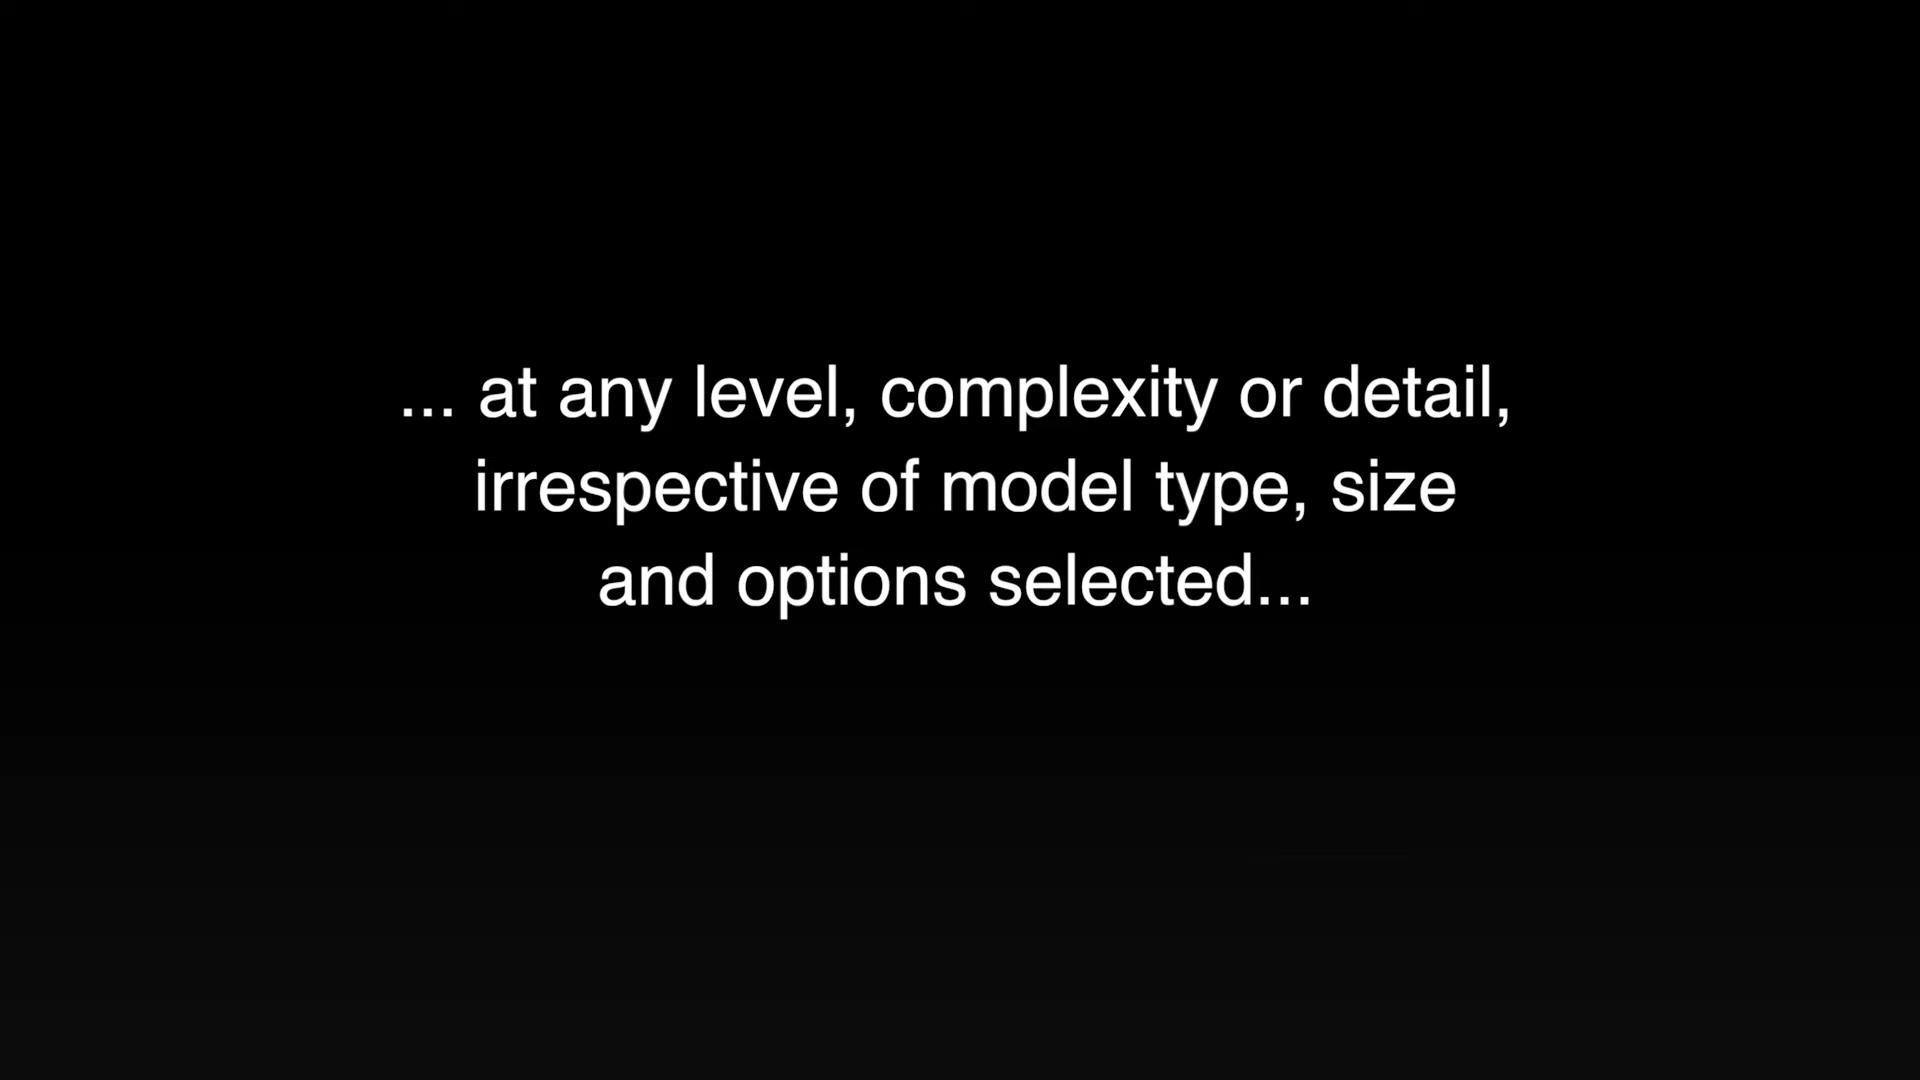 ... at any level, complexity or detail,
irrespective of model type, size
and options selected...